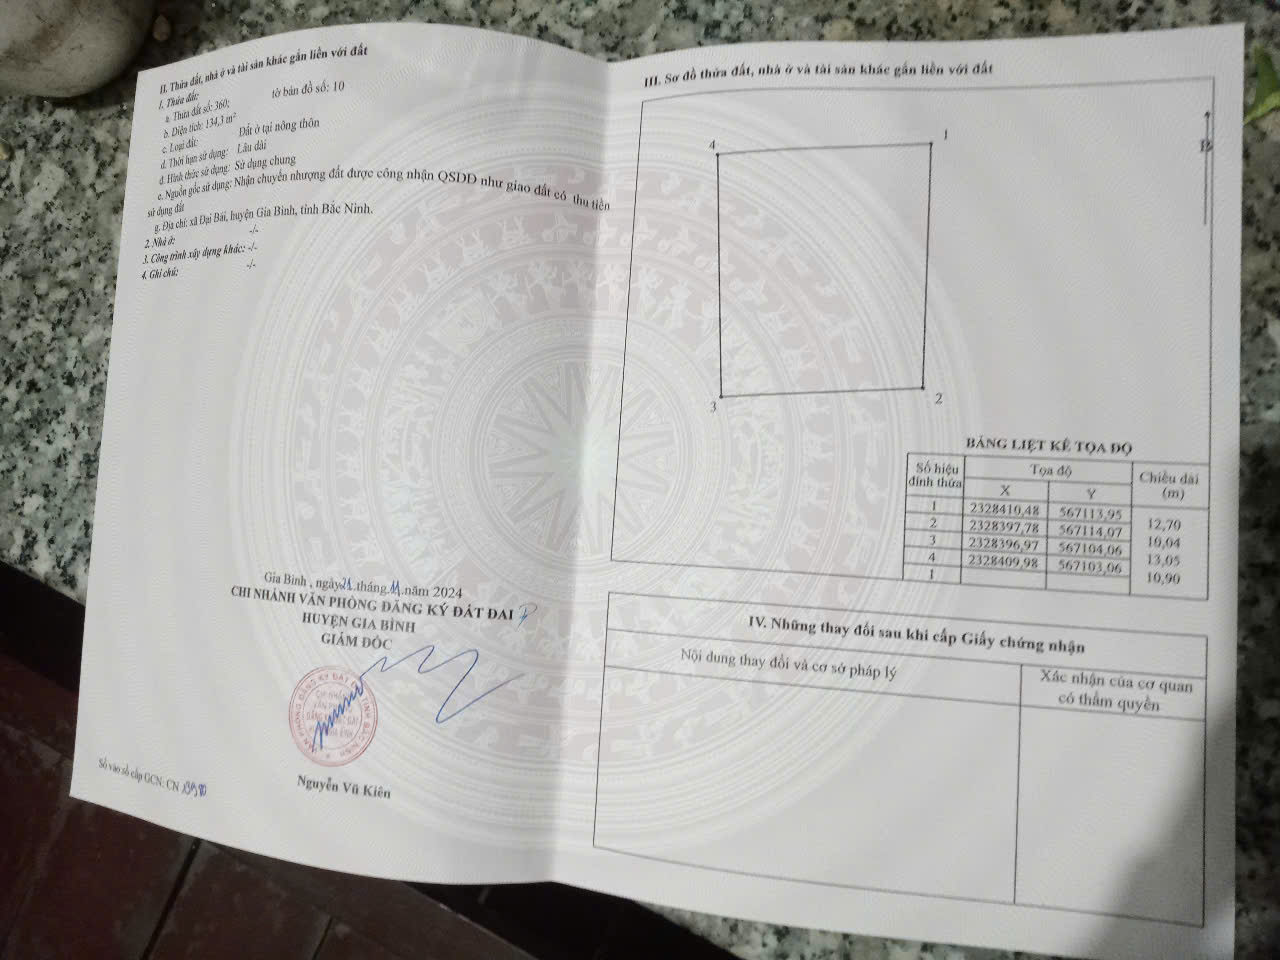 II. Thửa đất, nhà ở và tài sản khác gắn liền với đất
1. Thửa đất:
a. Thửa đất số: 360; tờ bản đồ số: 10
b. Diện tích: 134,3 m²
c. Loại đất: Đất ở tại nông thôn
d. Thời hạn sử dụng: Lâu dài
đ. Hình thức sử dụng: Sử dụng chung
e. Nguồn gốc sử dụng: Nhận chuyển nhượng đất được công nhận QSDĐ như giao đất có thu tiền
sử dụng đất
g. Địa chỉ: xã Đại Bái, huyện Gia Bình, tỉnh Bắc Ninh.
2. Nhà ở: -/-
3. Công trình xây dựng khác: -/-
4. Ghi chú: -/-
Gia Bình, ngày 21 tháng 11 năm 2024
CHI NHÁNH VĂN PHÒNG ĐĂNG KÝ ĐẤT ĐAI
HUYỆN GIA BÌNH
GIÁM ĐỐC
Nguyễn Vũ Kiên
Số vào sổ cấp GCN: CN
III. Sơ đồ thửa đất, nhà ở và tài sản khác gắn liền với đất
B
4 1
3 2
BẢNG LIỆT KÊ TỌA ĐỘ
Số hiệu đỉnh thửa Tọa độ Chiều dài (m)
X Y
1 2328410,48 567113,95
12,70
2 2328397,78 567114,07
10,04
3 2328396,97 567104,06
13,05
4 2328409,98 567103,06
10,90
1
IV. Những thay đổi sau khi cấp Giấy chứng nhận
Nội dung thay đổi và cơ sở pháp lý
Xác nhận của cơ quan
có thẩm quyền